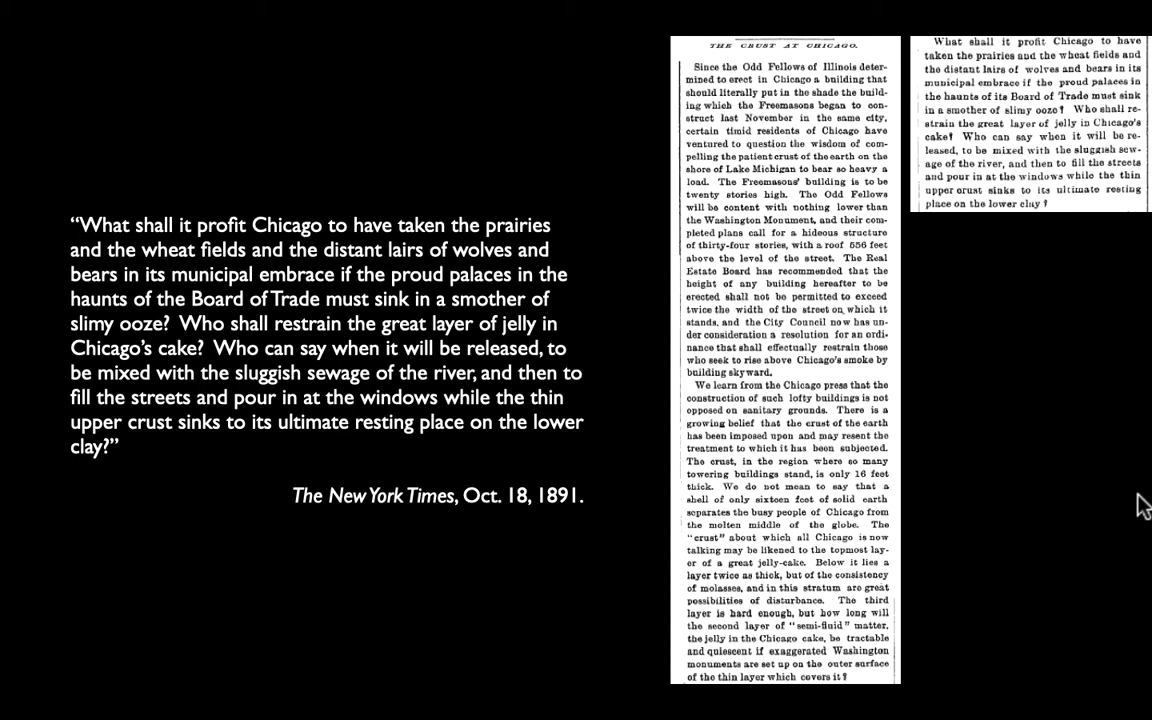 “What shall it profit Chicago to have taken the prairies
and the wheat fields and the distant lairs of wolves and
bears in its municipal embrace if the proud palaces in the
haunts of the Board of Trade must sink in a smother of
slimy ooze?  Who shall restrain the great layer of jelly in
Chicago’s cake?  Who can say when it will be released, to
be mixed with the sluggish sewage of the river, and then to
fill the streets and pour in at the windows while the thin
upper crust sinks to its ultimate resting place on the lower
clay?”
The New York Times, Oct. 18, 1891.
THE CRUST AT CHICAGO.
Since the Odd Fellows of Illinois deter-
mined to erect in Chicago a building that
should literally put in the shade the build-
ing which the Freemasons began to con-
struct last November in the same city,
certain timid residents of Chicago have
ventured to question the wisdom of com-
pelling the patient crust of the earth on the
shore of Lake Michigan to bear so heavy a
load. The Freemasons' building is to be
twenty stories high. The Odd Fellows
will be content with nothing lower than
the Washington Monument, and their com-
pleted plans call for a hideous structure
of thirty-four stories, with a roof 556 feet
above the level of the street. The Real
Estate Board has recommended that the
height of any building hereafter to be
erected shall not be permitted to exceed
twice the width of the street on which it
stands, and the City Council now has un-
der consideration a resolution for an ordi-
nance that shall effectually restrain those
who seek to rise above Chicago's smoke by
building skyward.
We learn from the Chicago press that the
construction of such lofty buildings is not
opposed on sanitary grounds. There is a
growing belief that the crust of the earth
has been imposed upon and may resent the
treatment to which it has been subjected.
The crust, in the region where so many
towering buildings stand, is only 16 feet
thick. We do not mean to say that a
shell of only sixteen feet of solid earth
separates the busy people of Chicago from
the molten middle of the globe. The
"crust" about which all Chicago is now
talking may be likened to the topmost lay-
er of a great jelly-cake. Below it lies a
layer twice as thick, but of the consistency
of molasses, and in this stratum are great
possibilities of disturbance. The third
layer is hard enough, but how long will
the second layer of "semi-fluid" matter,
the jelly in the Chicago cake, be tractable
and quiescent if exaggerated Washington
monuments are set up on the outer surface
of the thin layer which covers it?
What shall it profit Chicago to have
taken the prairies and the wheat fields and
the distant lairs of wolves and bears in its
municipal embrace if the proud palaces in
the haunts of its Board of Trade must sink
in a smother of slimy ooze? Who shall re-
strain the great layer of jelly in Chicago's
cake? Who can say when it will be re-
leased, to be mixed with the sluggish sew-
age of the river, and then to fill the streets
and pour in at the windows while the thin
upper crust sinks to its ultimate resting
place on the lower clay?